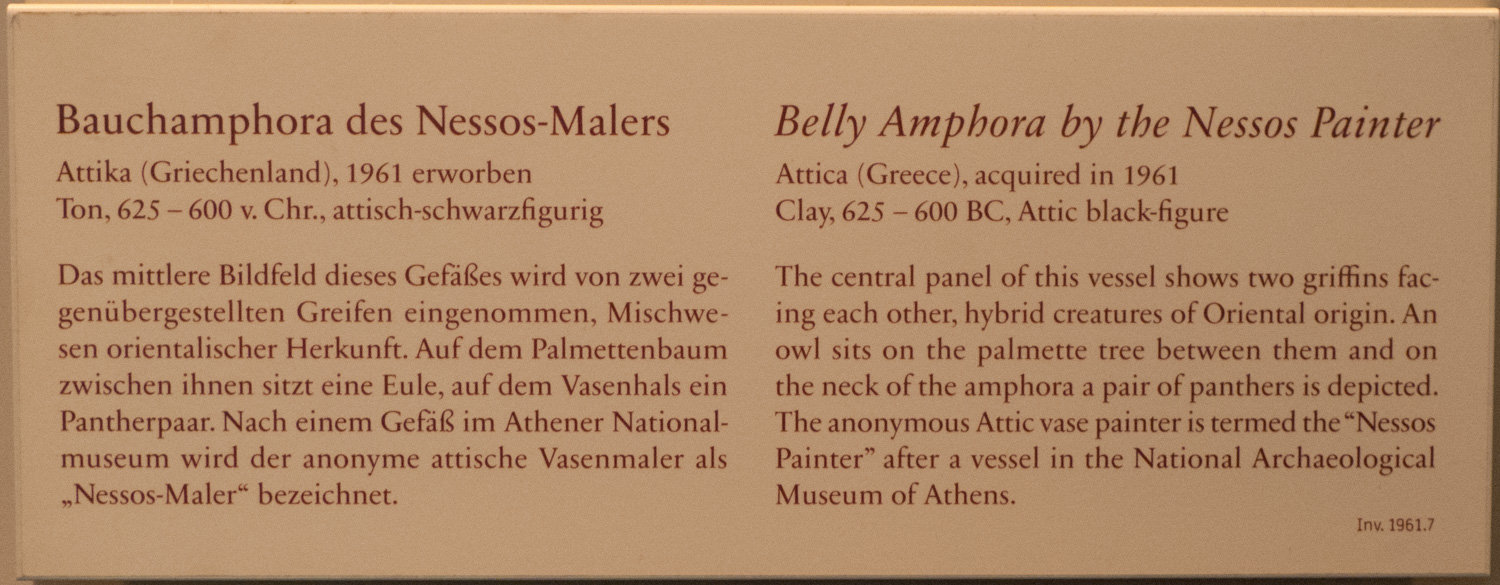 Bauchamphora des Nessos-Malers
Attika (Griechenland), 1961 erworben
Ton, 625 – 600 v. Chr., attisch-schwarzfigurig
Das mittlere Bildfeld dieses Gefäßes wird von zwei ge-
genübergestellten Greifen eingenommen, Mischwe-
sen orientalischer Herkunft. Auf dem Palmettenbaum
zwischen ihnen sitzt eine Eule, auf dem Vasenhals ein
Pantherpaar. Nach einem Gefäß im Athener National-
museum wird der anonyme attische Vasenmaler als
„Nessos-Maler“ bezeichnet.
Belly Amphora by the Nessos Painter
Attica (Greece), acquired in 1961
Clay, 625 – 600 BC, Attic black-figure
The central panel of this vessel shows two griffins fac-
ing each other, hybrid creatures of Oriental origin. An
owl sits on the palmette tree between them and on
the neck of the amphora a pair of panthers is depicted.
The anonymous Attic vase painter is termed the “Nessos
Painter” after a vessel in the National Archaeological
Museum of Athens.
Inv. 1961.7